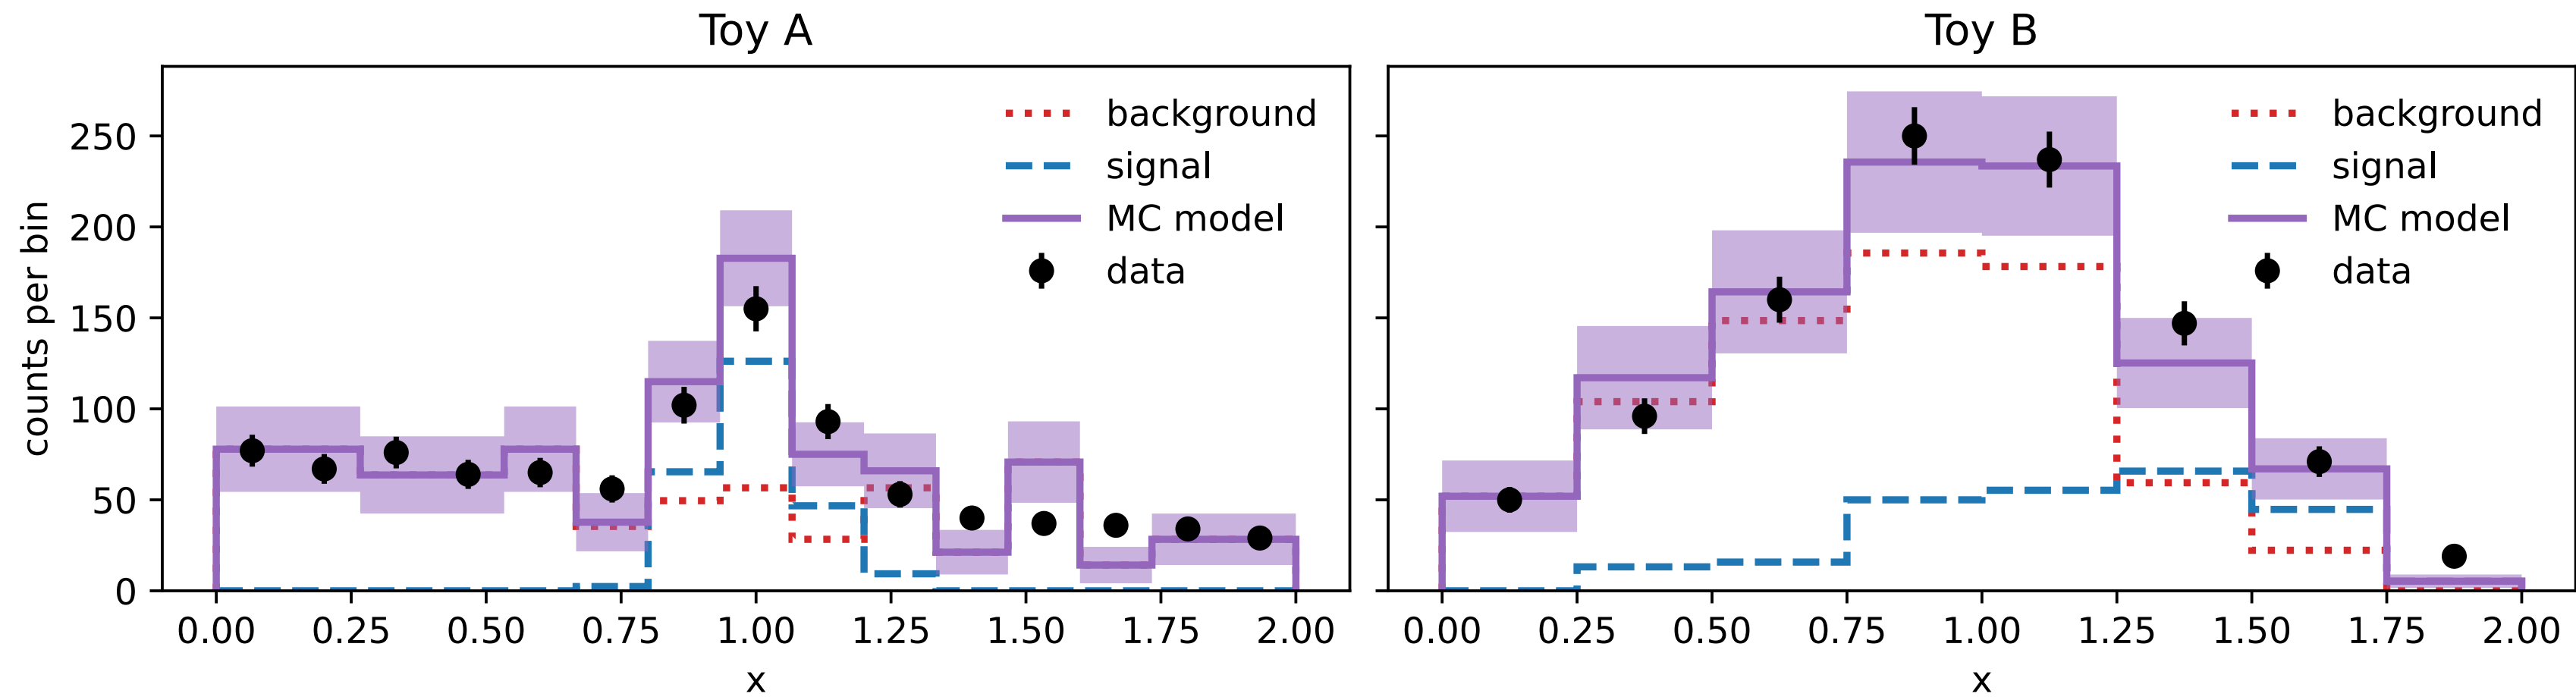 Toy A
Toy B
counts per bin
250
200
150
100
50
0
background
signal
MC model
data
background
signal
MC model
data
0.00 0.25 0.50 0.75 1.00 1.25 1.50 1.75 2.00
0.00 0.25 0.50 0.75 1.00 1.25 1.50 1.75 2.00
x
x